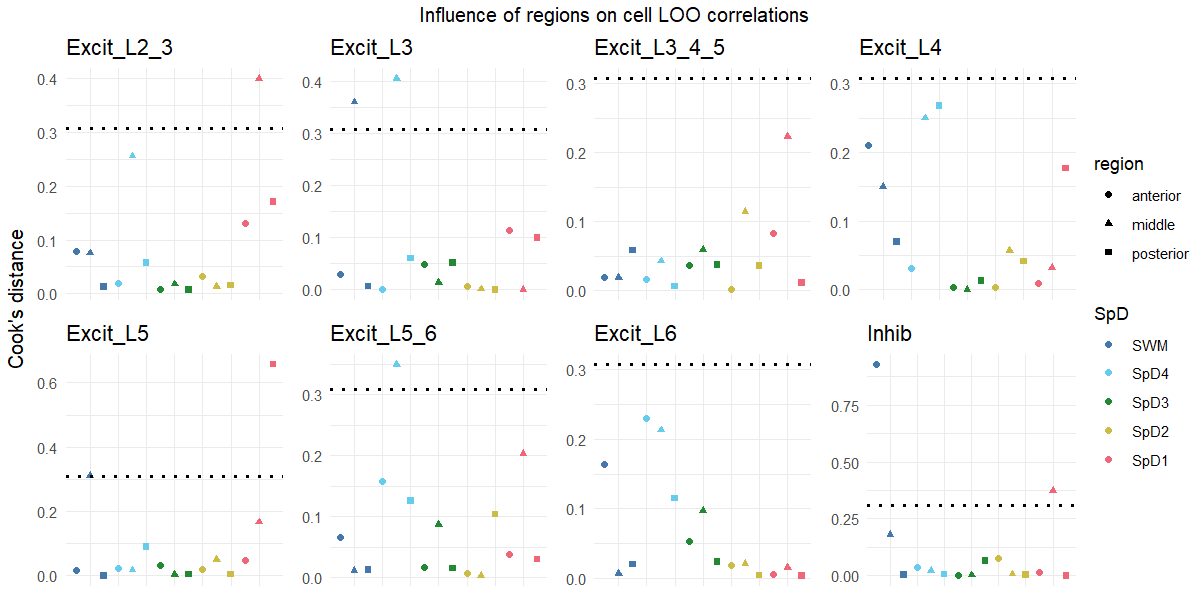 Influence of regions on cell LOO correlations
Excit_L2_3
Excit_L3
Excit_L3_4_5
Excit_L4
0.4
0.3
0.2
0.1
0.0
0.4
0.3
0.2
0.1
0.0
0.3
0.2
0.1
0.0
0.3
0.2
0.1
0.0
Cook's distance
Excit_L5
Excit_L5_6
Excit_L6
Inhib
0.6
0.4
0.2
0.0
0.3
0.2
0.1
0.0
0.3
0.2
0.1
0.0
0.75
0.50
0.25
0.00
region
anterior
middle
posterior
SpD
SWM
SpD4
SpD3
SpD2
SpD1